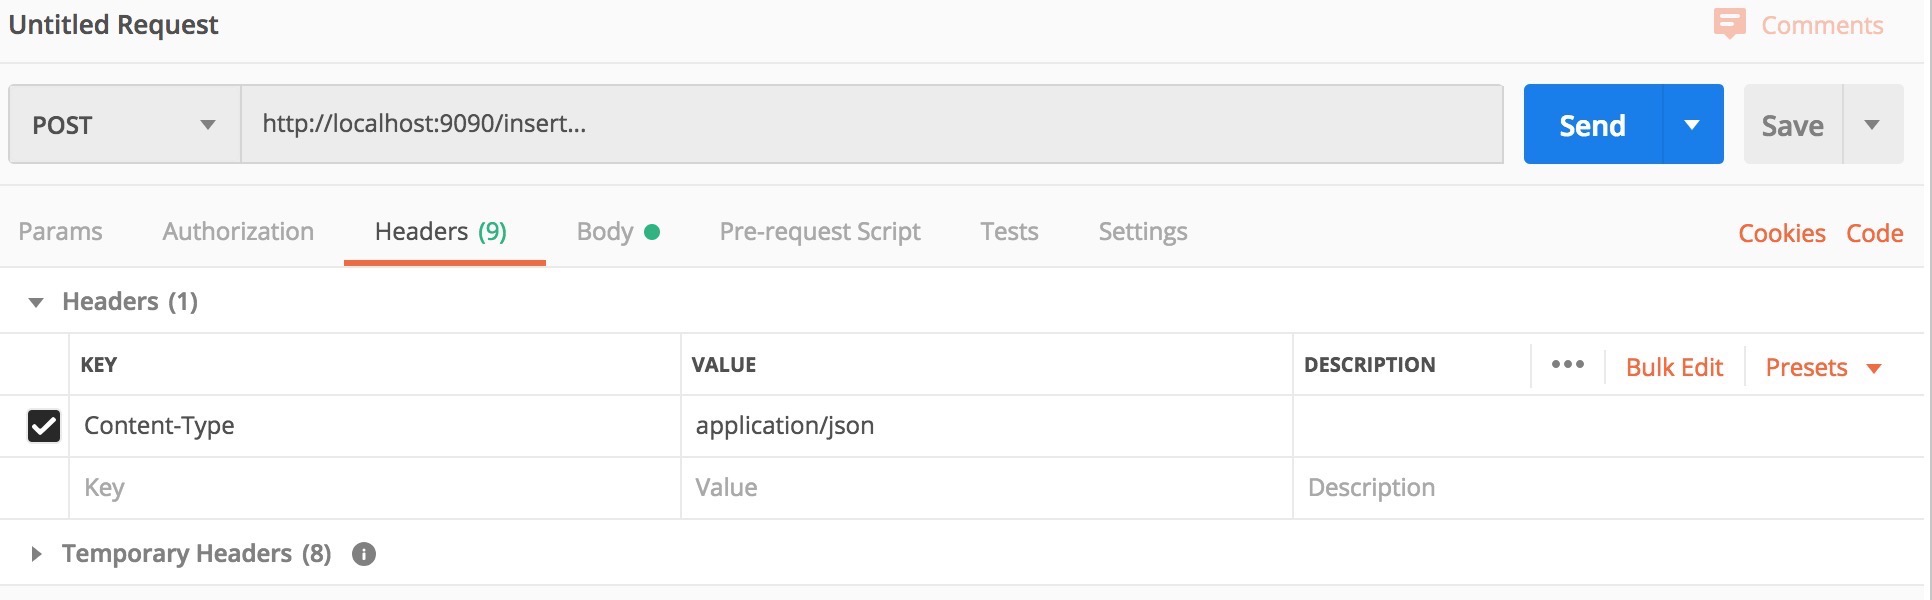 Untitled Request
Comments
POST http://localhost:9090/insert... Send Save
Params Authorization Headers (9) Body Pre-request Script Tests Settings Cookies Code
Headers (1)
KEY VALUE DESCRIPTION ••• Bulk Edit Presets
Content-Type application/json
Key Value Description
Temporary Headers (8) i